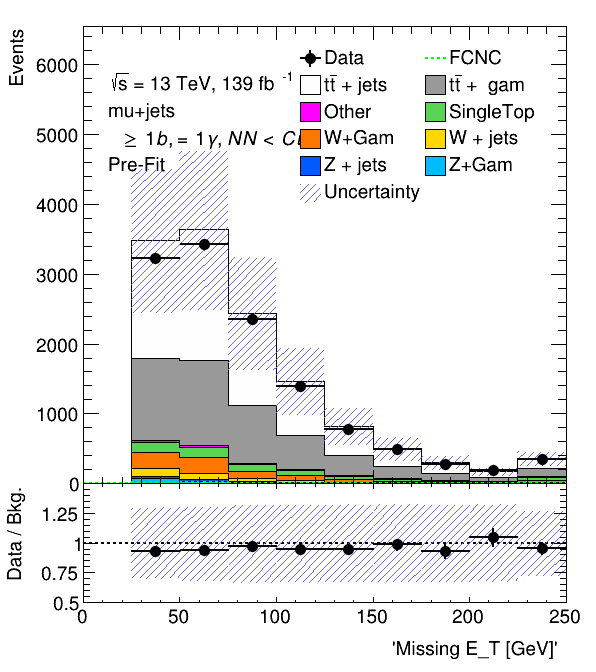 Events
6000
5000
4000
3000
2000
1000
0
√s = 13 TeV, 139 fb⁻¹
mu+jets
≥ 1b, = 1γ, NN <
Pre-Fit
Data
FCNC
tt̄ + jets
tt̄ + gam
Other
SingleTop
W+Gam
W + jets
Z + jets
Z+Gam
Uncertainty
Data / Bkg.
1.25
1
0.75
0.5
0 50 100 150 200 250
'Missing E_T [GeV]'